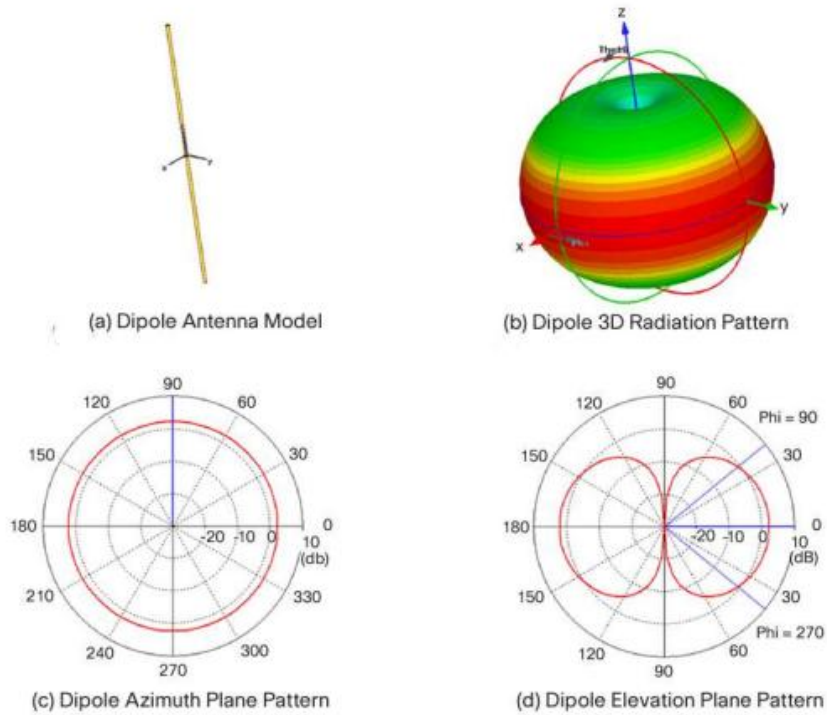 z
Theta
x
y
x
y
(a) Dipole Antenna Model
(b) Dipole 3D Radiation Pattern
90
120
60
150
30
180
-20
-10
0
10
0
(db)
210
330
240
300
270
90
120
60
Phi = 90
150
30
180
-20
-10
0
10
0
(dB)
150
30
120
60
Phi = 270
90
(c) Dipole Azimuth Plane Pattern
(d) Dipole Elevation Plane Pattern